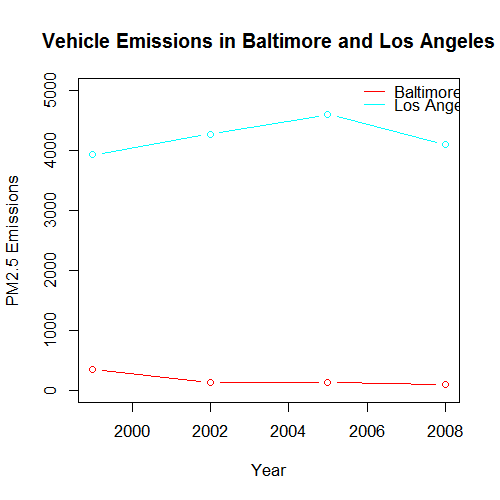 Vehicle Emissions in Baltimore and Los Angeles
Baltimore
Los Ange
PM2.5 Emissions
5000
4000
3000
2000
1000
0
2000 2002 2004 2006 2008
Year